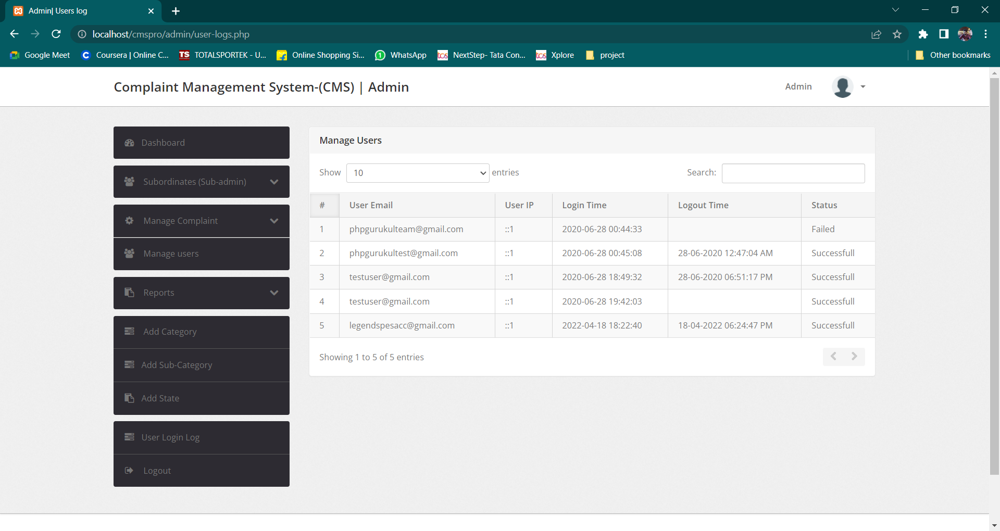 Admin| Users log
localhost/cmspro/admin/user-logs.php
Google Meet Coursera | Online C... TS TOTALSPORTEK - U... Online Shopping Si... 1 WhatsApp tcs NextStep- Tata Con... tcs Xplore project Other bookmarks
Complaint Management System-(CMS) | Admin Admin
Dashboard
Subordinates (Sub-admin)
Manage Complaint
Manage users
Reports
Add Category
Add Sub-Category
Add State
User Login Log
Logout
Manage Users
Show 10 entries Search:
# User Email User IP Login Time Logout Time Status
1 phpgurukulteam@gmail.com ::1 2020-06-28 00:44:33 Failed
2 phpgurukultest@gmail.com ::1 2020-06-28 00:45:08 28-06-2020 12:47:04 AM Successfull
3 testuser@gmail.com ::1 2020-06-28 18:49:32 28-06-2020 06:51:17 PM Successfull
4 testuser@gmail.com ::1 2020-06-28 19:42:03 Successfull
5 legendspesacc@gmail.com ::1 2022-04-18 18:22:40 18-04-2022 06:24:47 PM Successfull
Showing 1 to 5 of 5 entries